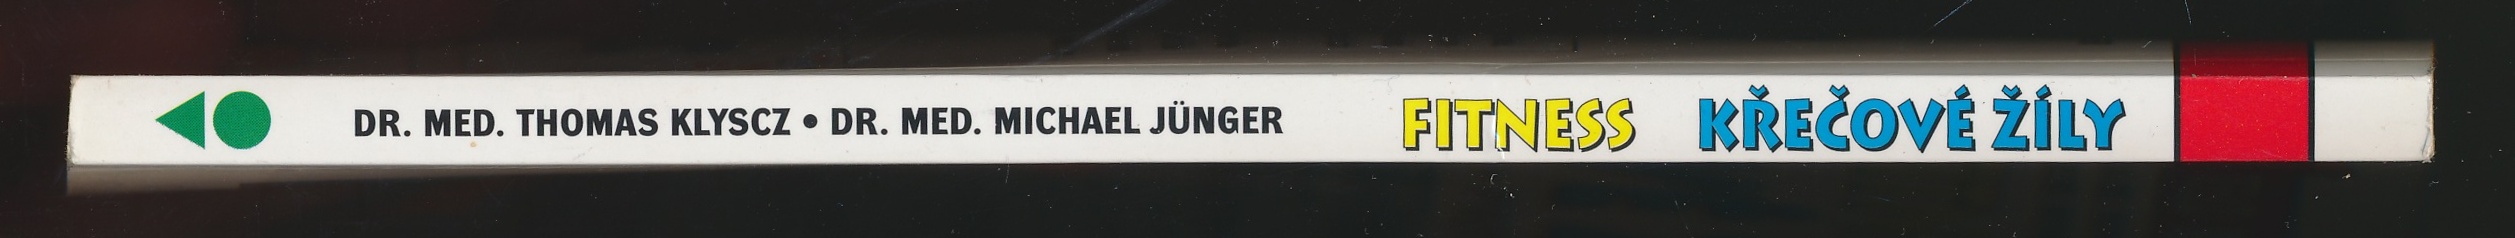 DR. MED. THOMAS KLYSCZ • DR. MED. MICHAEL JÜNGER FITNESS KŘEČOVÉ ŽÍLY